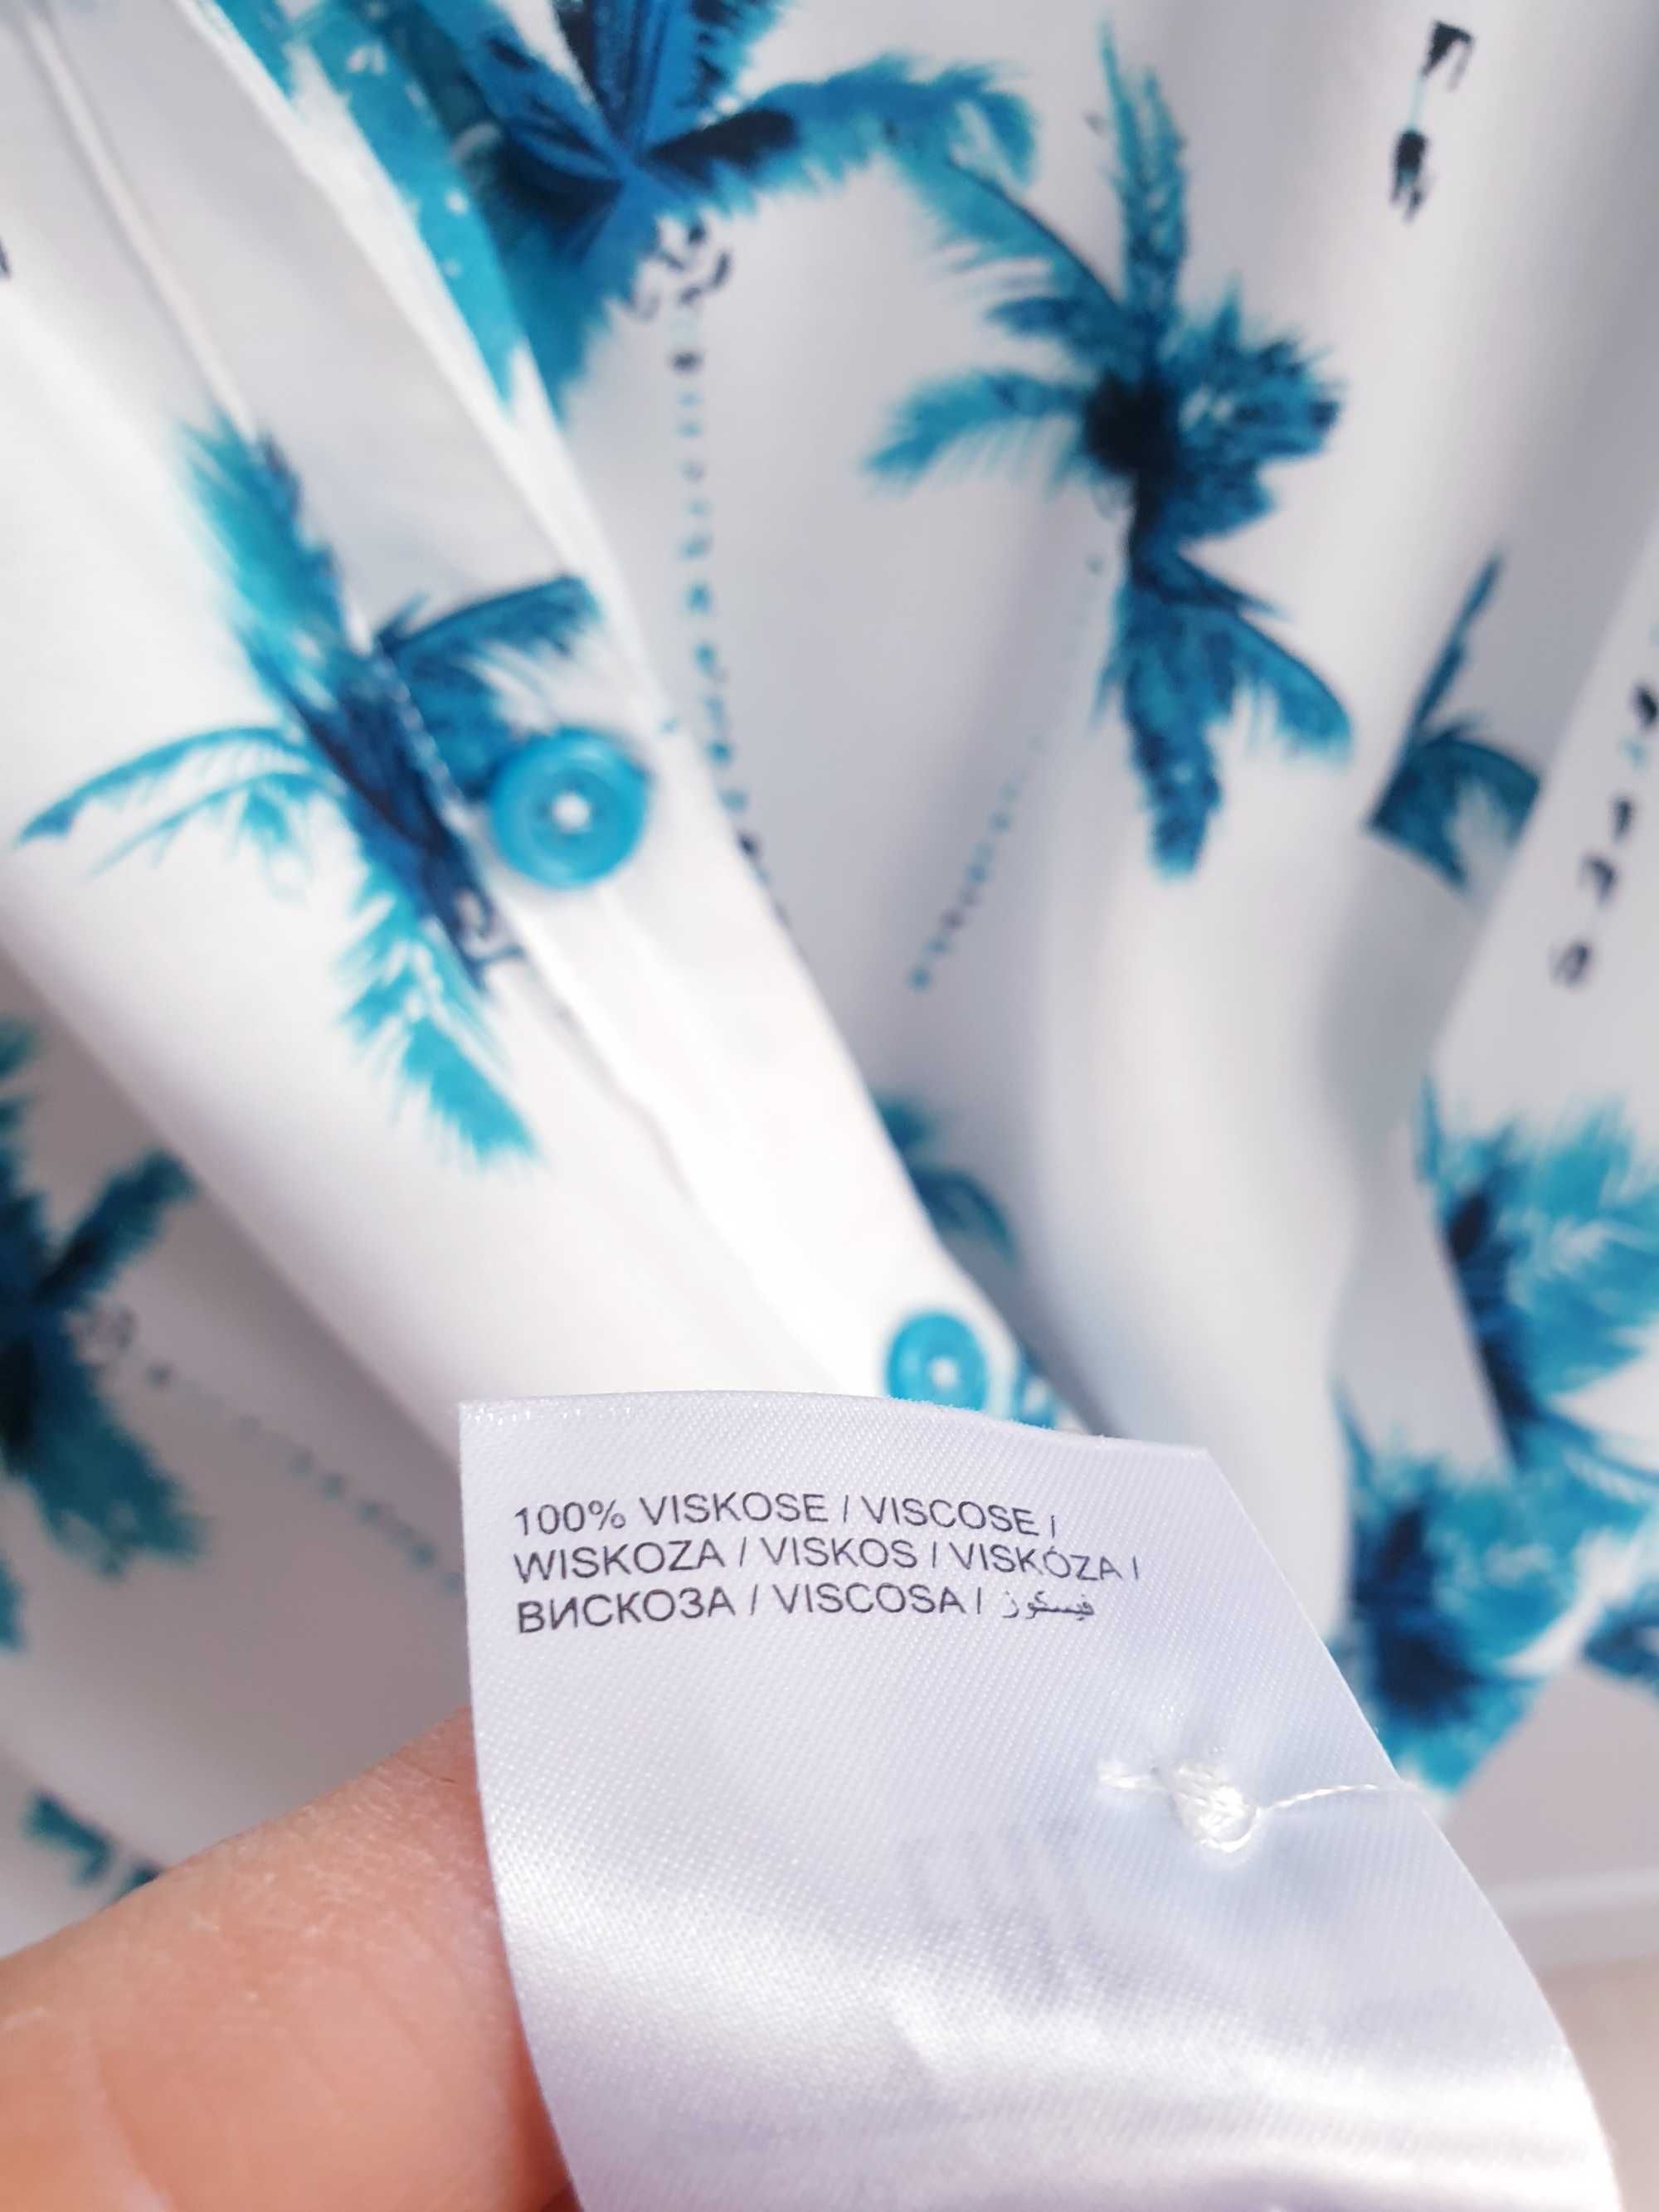 100% VISKOSE / VISCOSE /
WISKOZA / VISKOS / VISKÓZA /
ВИСКОЗА / VISCOSA / فيسكوز